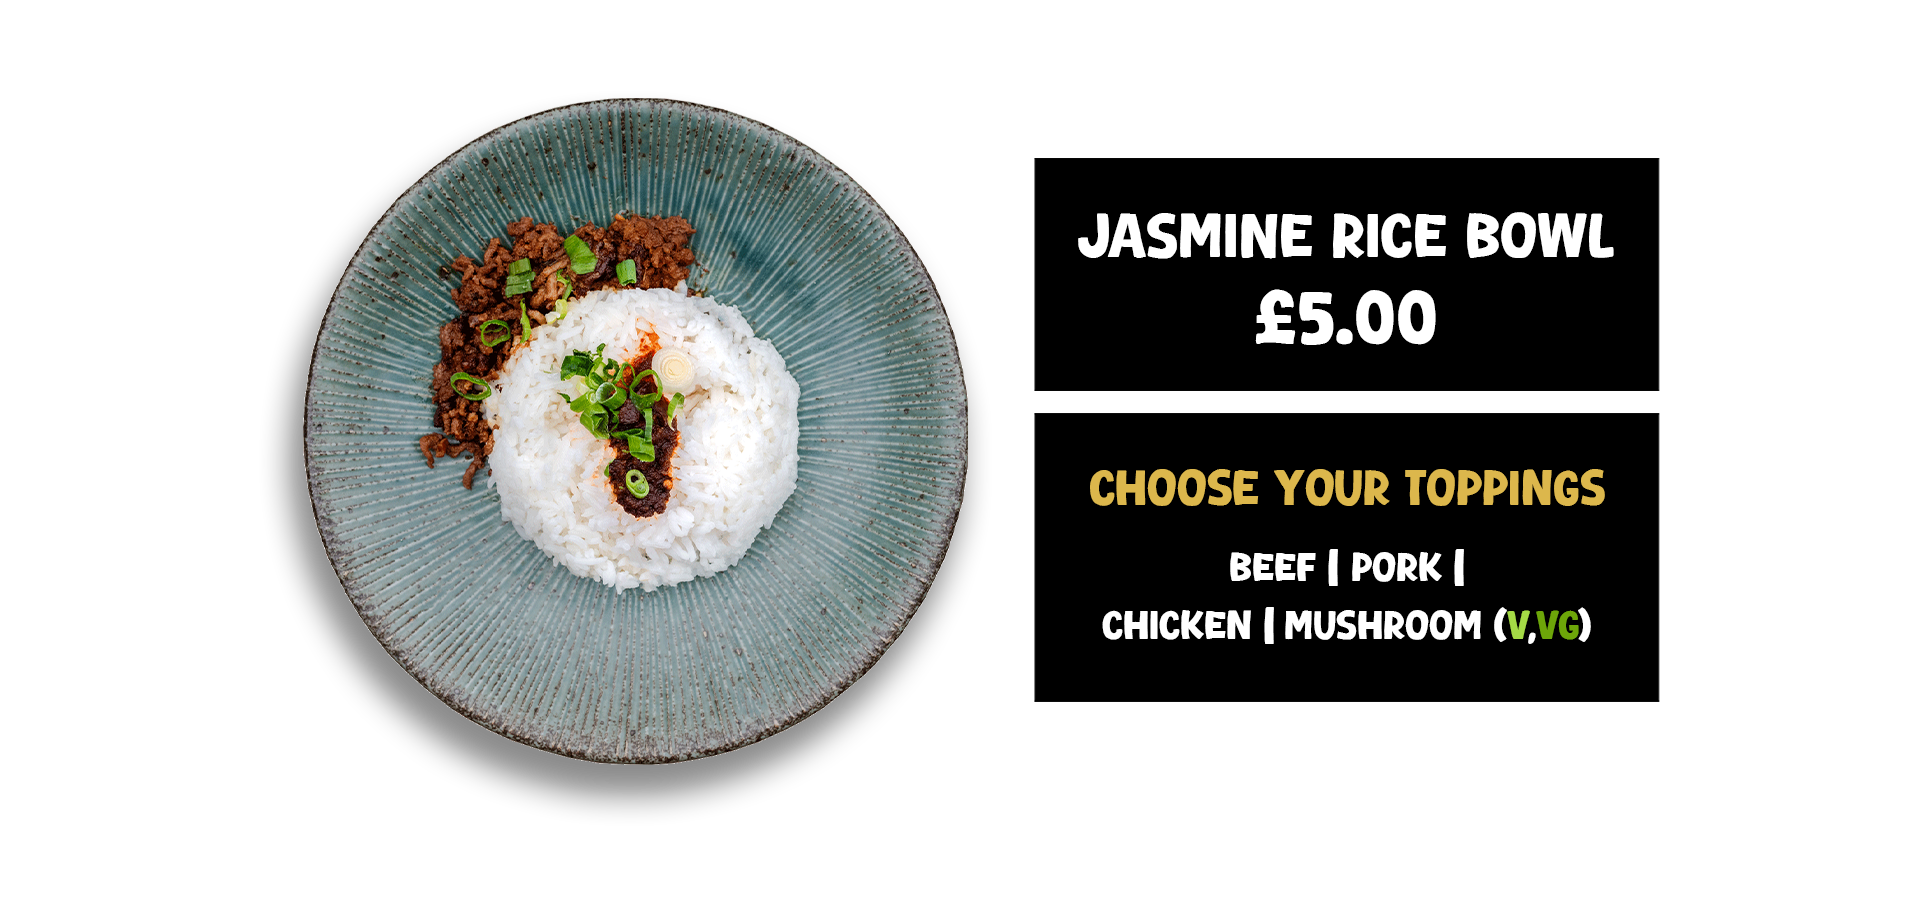 JASMINE RICE BOWL
£5.00
CHOOSE YOUR TOPPINGS
BEEF | PORK |
CHICKEN | MUSHROOM (V,VG)